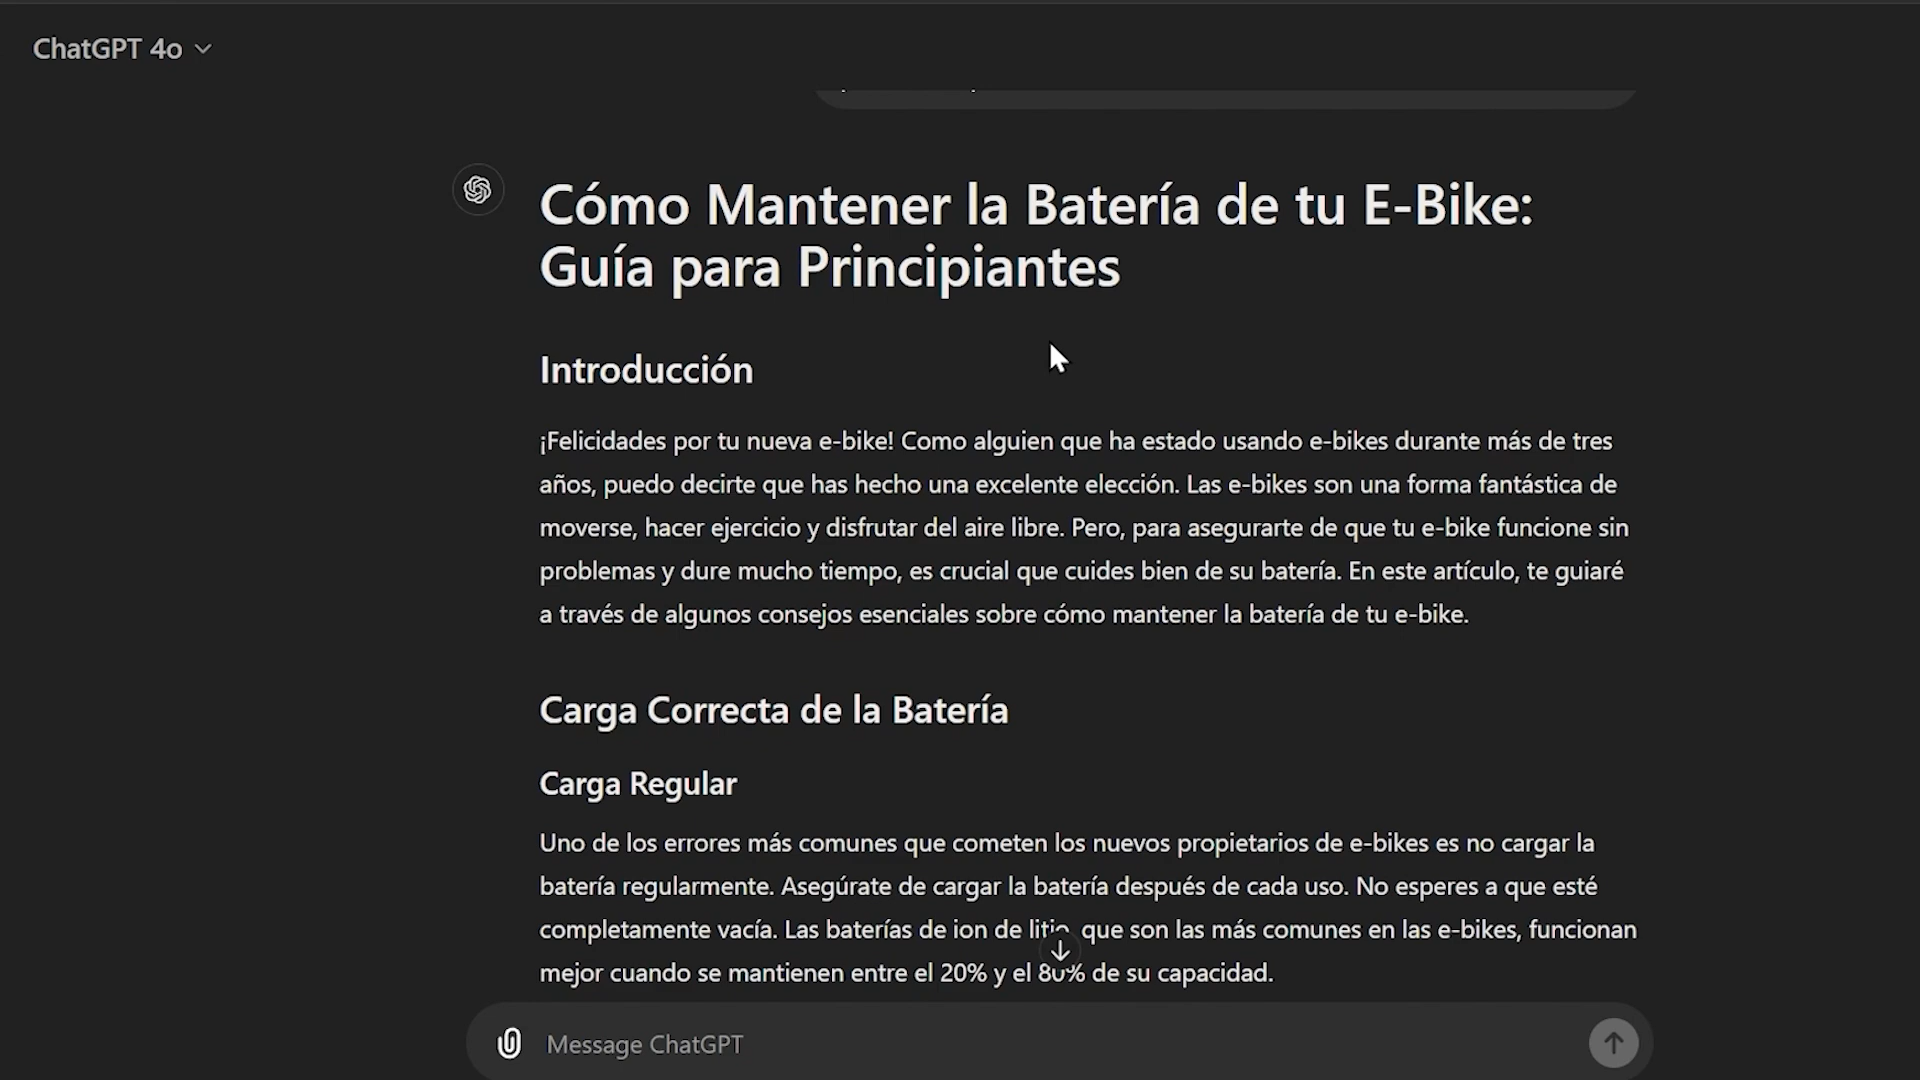 ChatGPT 4o
Cómo Mantener la Batería de tu E-Bike:
Guía para Principiantes
Introducción
¡Felicidades por tu nueva e-bike! Como alguien que ha estado usando e-bikes durante más de tres
años, puedo decirte que has hecho una excelente elección. Las e-bikes son una forma fantástica de
moverse, hacer ejercicio y disfrutar del aire libre. Pero, para asegurarte de que tu e-bike funcione sin
problemas y dure mucho tiempo, es crucial que cuides bien de su batería. En este artículo, te guiaré
a través de algunos consejos esenciales sobre cómo mantener la batería de tu e-bike.
Carga Correcta de la Batería
Carga Regular
Uno de los errores más comunes que cometen los nuevos propietarios de e-bikes es no cargar la
batería regularmente. Asegúrate de cargar la batería después de cada uso. No esperes a que esté
completamente vacía. Las baterías de ion de litio, que son las más comunes en las e-bikes, funcionan
mejor cuando se mantienen entre el 20% y el 80% de su capacidad.
Message ChatGPT